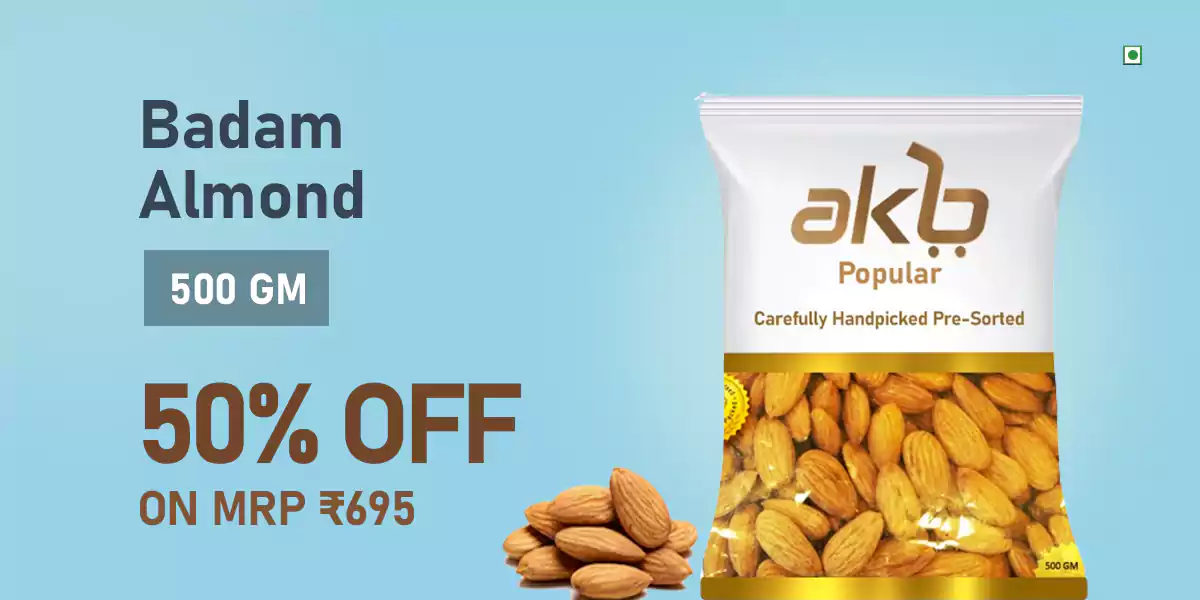 Badam
Almond
500 GM
50% OFF
ON MRP ₹695
akb
Popular
Carefully Handpicked Pre-Sorted
500 GM